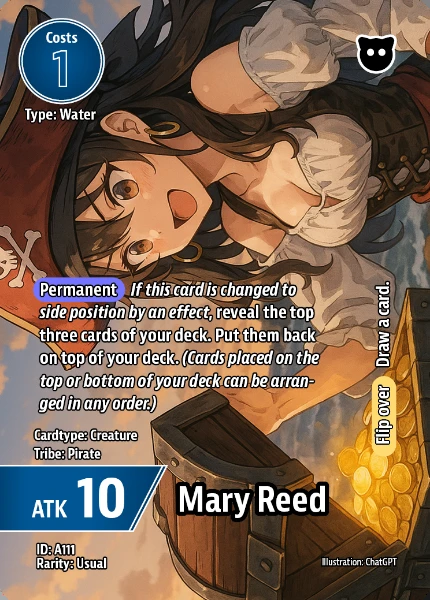 Costs
1
Type: Water
Permanent If this card is changed to
side position by an effect, reveal the top
three cards of your deck. Put them back
on top of your deck. (Cards placed on the
top or bottom of your deck can be arran-
ged in any order.)
Flip over Draw a card.
Cardtype: Creature
Tribe: Pirate
ATK 10
Mary Reed
ID: A111
Rarity: Usual
Illustration: ChatGPT